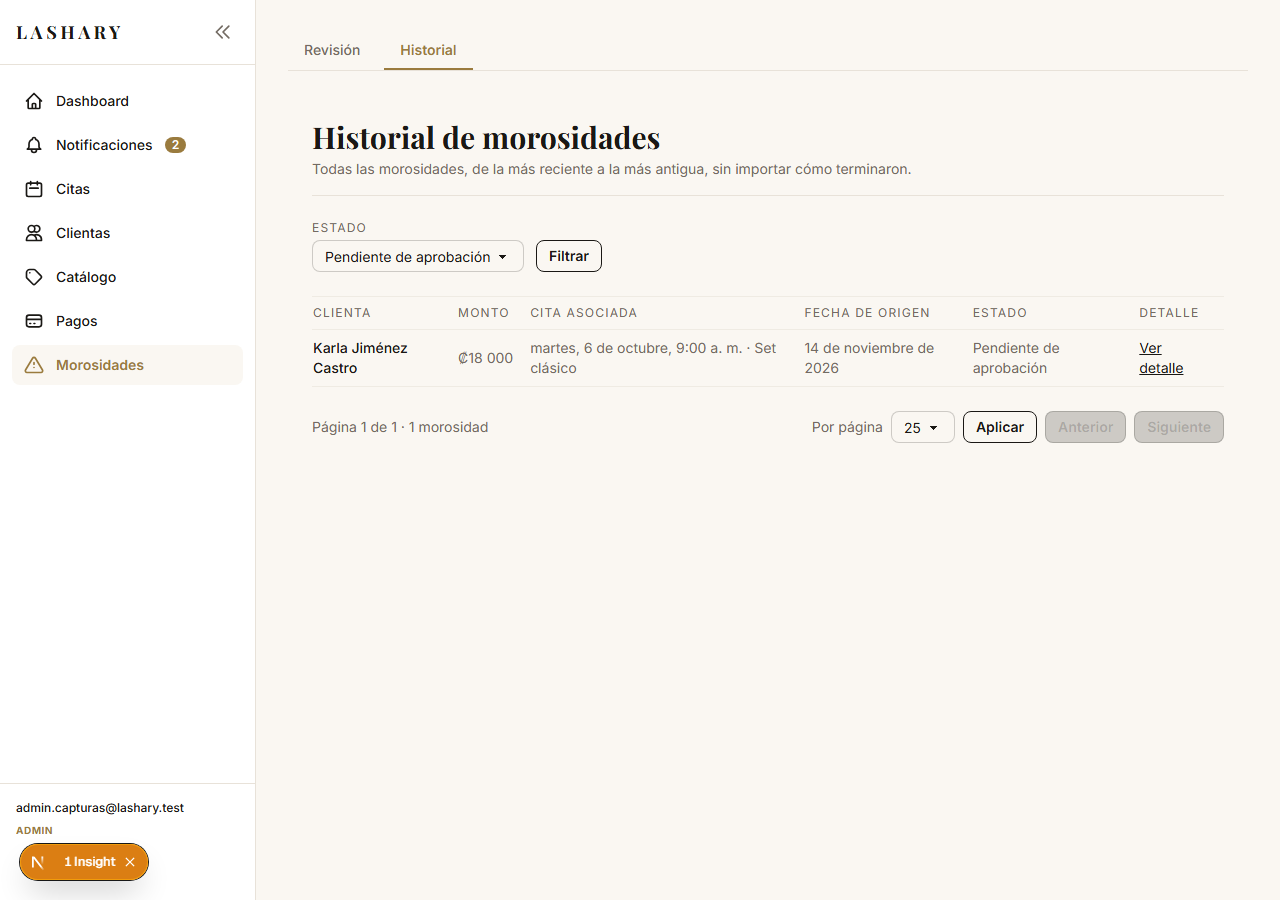 LASHARY
Dashboard
Notificaciones 2
Citas
Clientas
Catálogo
Pagos
Morosidades
admin.capturas@lashary.test
ADMIN
1 Insight
Revisión Historial
Historial de morosidades
Todas las morosidades, de la más reciente a la más antigua, sin importar cómo terminaron.
ESTADO
Pendiente de aprobación Filtrar
CLIENTA MONTO CITA ASOCIADA FECHA DE ORIGEN ESTADO DETALLE
Karla Jiménez Castro ₡18 000 martes, 6 de octubre, 9:00 a. m. · Set clásico 14 de noviembre de 2026 Pendiente de aprobación Ver detalle
Página 1 de 1 · 1 morosidad Por página 25 Aplicar Anterior Siguiente